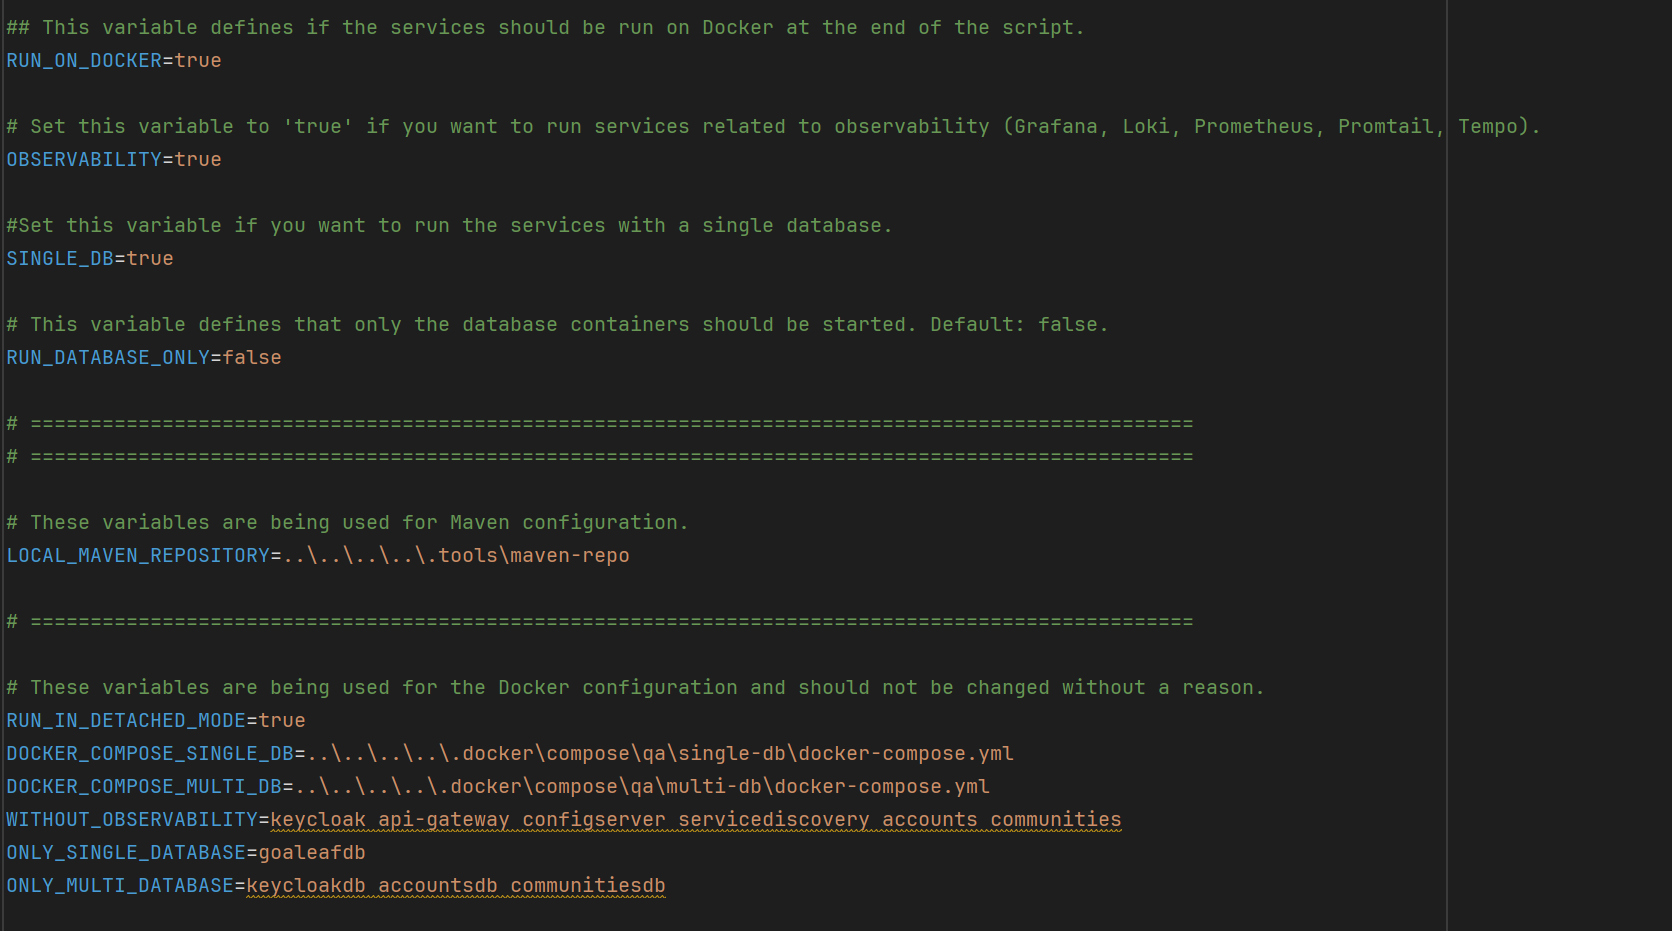 ## This variable defines if the services should be run on Docker at the end of the script.
RUN_ON_DOCKER=true
# Set this variable to 'true' if you want to run services related to observability (Grafana, Loki, Prometheus, Promtail, Tempo).
OBSERVABILITY=true
#Set this variable if you want to run the services with a single database.
SINGLE_DB=true
# This variable defines that only the database containers should be started. Default: false.
RUN_DATABASE_ONLY=false
# =================================================================================================
# =================================================================================================
# These variables are being used for Maven configuration.
LOCAL_MAVEN_REPOSITORY=..\..\..\..\.tools\maven-repo
# =================================================================================================
# These variables are being used for the Docker configuration and should not be changed without a reason.
RUN_IN_DETACHED_MODE=true
DOCKER_COMPOSE_SINGLE_DB=..\..\..\..\.docker\compose\qa\single-db\docker-compose.yml
DOCKER_COMPOSE_MULTI_DB=..\..\..\..\.docker\compose\qa\multi-db\docker-compose.yml
WITHOUT_OBSERVABILITY=keycloak api-gateway configserver servicediscovery accounts communities
ONLY_SINGLE_DATABASE=goaleafdb
ONLY_MULTI_DATABASE=keycloakdb accountsdb communitiesdb